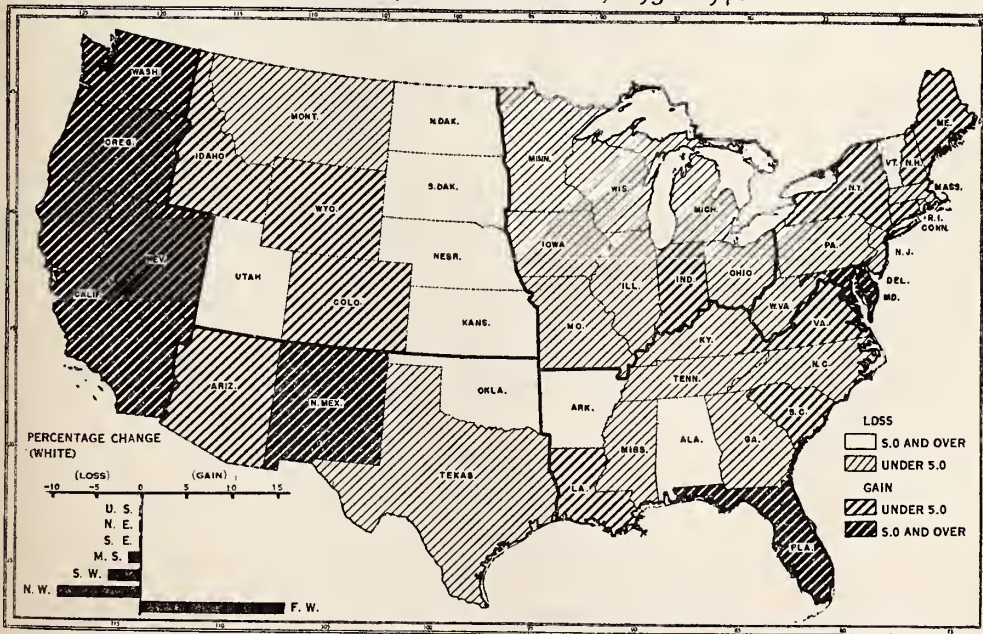 WASH.
OREG.
CALIF.
NEV.
IDAHO
MONT.
WYO.
UTAH
COLO.
ARIZ.
N.MEX.
N.DAK.
S.DAK.
NEBR.
KANS.
OKLA.
TEXAS
MINN.
IOWA
MO.
ARK.
LA.
WIS.
ILL.
MICH.
IND.
OHIO
KY.
TENN.
MISS.
ALA.
GA.
FLA.
S.C.
N.C.
VA.
W.VA.
PA.
N.Y.
VT.
N.H.
ME.
MASS.
R.I.
CONN.
N.J.
DEL.
MD.
PERCENTAGE CHANGE
(WHITE)
(LOSS) (GAIN)
-10 -5 0 5 10 15
U. S.
N. E.
S. E.
M. S.
S. W.
N. W.
F. W.
LOSS
5.0 AND OVER
UNDER 5.0
GAIN
UNDER 5.0
5.0 AND OVER